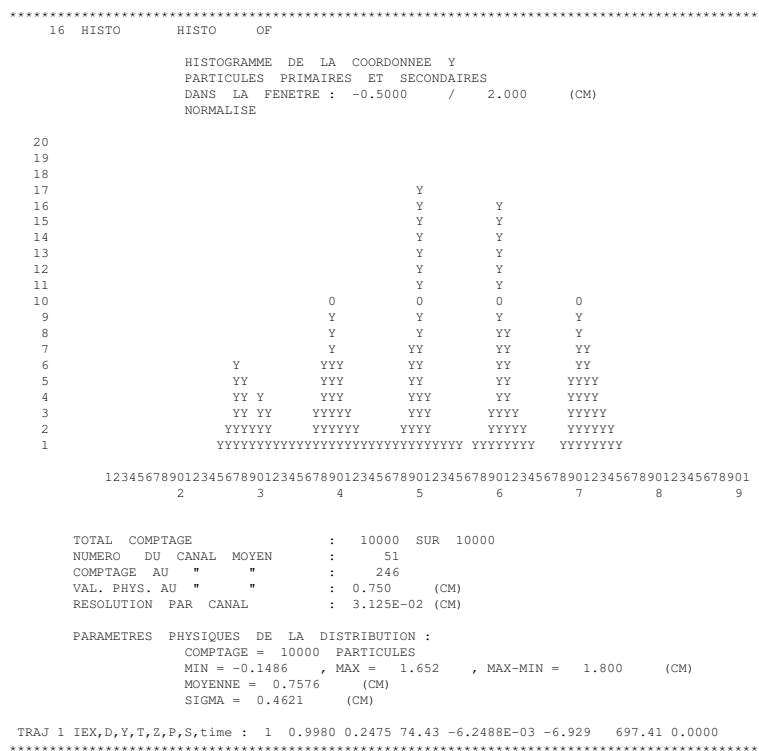 ********************************************************************************************
16 HISTO HISTO OF
HISTOGRAMME DE LA COORDONNEE Y
PARTICULES PRIMAIRES ET SECONDAIRES
DANS LA FENETRE : -0.5000 / 2.000 (CM)
NORMALISE
20
19
18
17 Y
16 Y Y
15 Y Y
14 Y Y
13 Y Y
12 Y Y
11 Y Y
10 0 0 0 0
9 Y Y Y Y
8 Y Y YY Y
7 Y YY YY YY
6 Y YYY YY YY YY
5 YY YYY YY YY YYYY
4 YY Y YYY YYY YY YYYY
3 YY YY YYYYY YYY YYYY YYYYY
2 YYYYYY YYYYYY YYYY YYYYY YYYYYY
1 YYYYYYYYYYYYYYYYYYYYYYYYYYYYYYY YYYYYYYY YYYYYYYY
123456789012345678901234567890123456789012345678901234567890123456789012345678901
2 3 4 5 6 7 8 9
TOTAL COMPTAGE : 10000 SUR 10000
NUMERO DU CANAL MOYEN : 51
COMPTAGE AU " " : 246
VAL. PHYS. AU " " : 0.750 (CM)
RESOLUTION PAR CANAL : 3.125E-02 (CM)
PARAMETRES PHYSIQUES DE LA DISTRIBUTION :
COMPTAGE = 10000 PARTICULES
MIN = -0.1486 , MAX = 1.652 , MAX-MIN = 1.800 (CM)
MOYENNE = 0.7576 (CM)
SIGMA = 0.4621 (CM)
TRAJ 1 IEX,D,Y,T,Z,P,S,time : 1 0.9980 0.2475 74.43 -6.2488E-03 -6.929 697.41 0.0000
********************************************************************************************